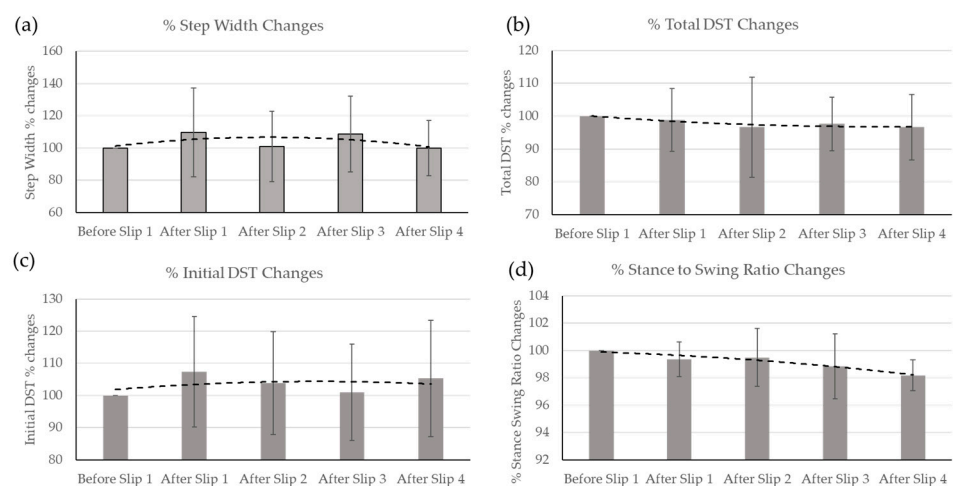 (a)
% Step Width Changes
Step Width % changes
160
140
120
100
80
60
Before Slip 1 After Slip 1 After Slip 2 After Slip 3 After Slip 4
(b)
% Total DST Changes
Total DST % changes
120
110
100
90
80
70
Before Slip 1 After Slip 1 After Slip 2 After Slip 3 After Slip 4
(c)
% Initial DST Changes
Initial DST % changes
130
120
110
100
90
80
Before Slip 1 After Slip 1 After Slip 2 After Slip 3 After Slip 4
(d)
% Stance to Swing Ratio Changes
% Stance Swing Ratio Changes
104
102
100
98
96
94
92
Before Slip 1 After Slip 1 After Slip 2 After Slip 3 After Slip 4